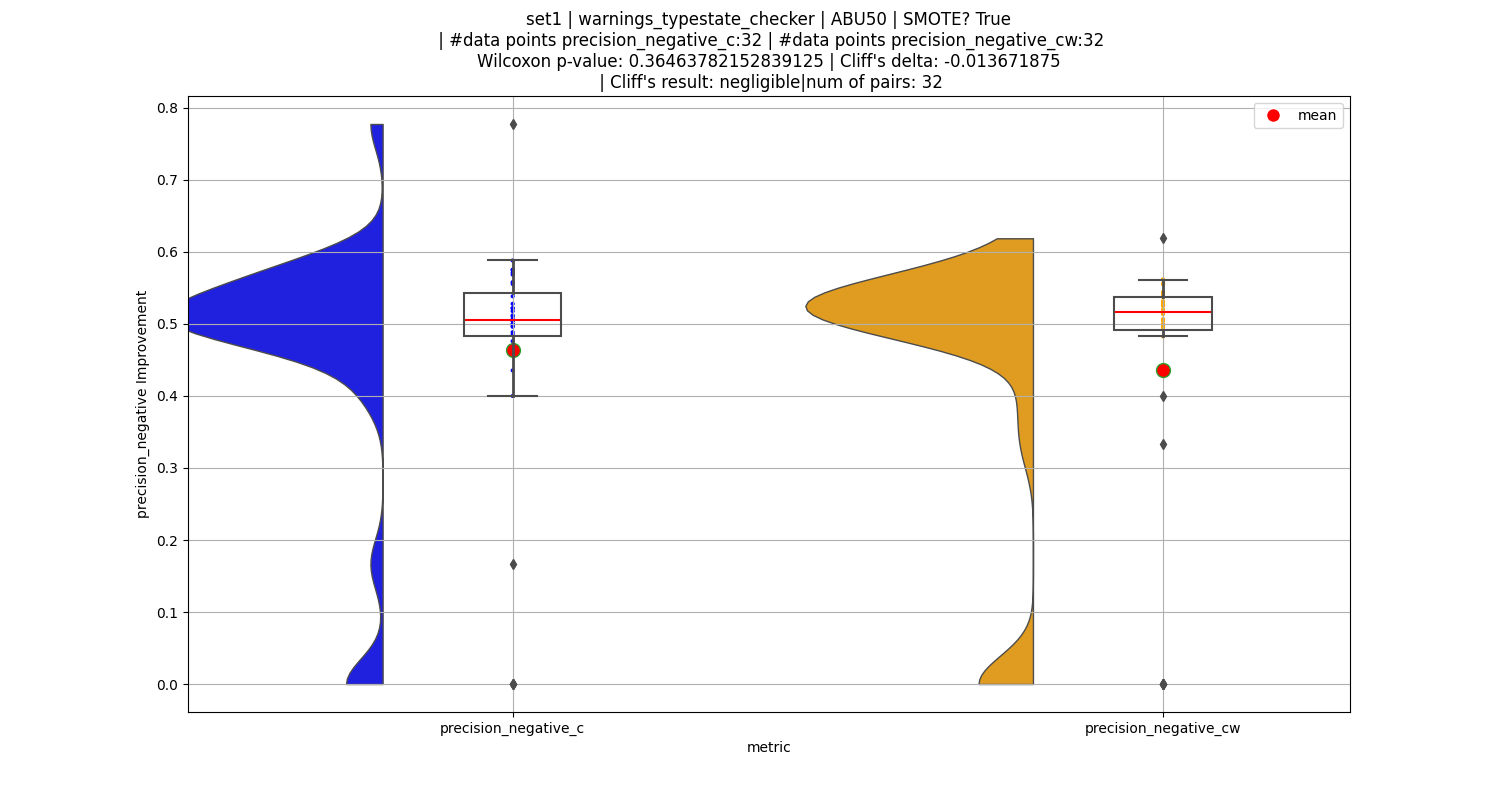 set1 | warnings_typestate_checker | ABU50 | SMOTE? True
| #data points precision_negative_c:32 | #data points precision_negative_cw:32
Wilcoxon p-value: 0.36463782152839125 | Cliff's delta: -0.013671875
| Cliff's result: negligible|num of pairs: 32
mean
0.8
0.7
0.6
0.5
0.4
0.3
0.2
0.1
0.0
precision_negative Improvement
precision_negative_c
precision_negative_cw
metric